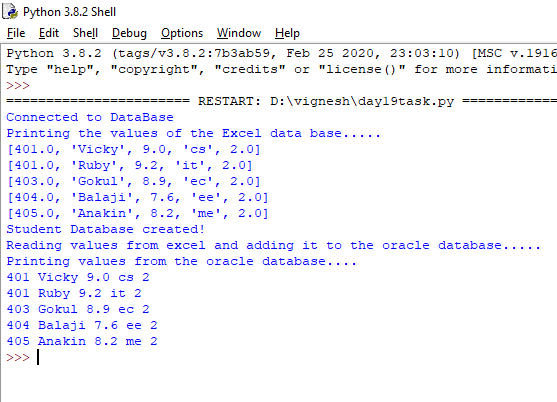 Python 3.8.2 Shell
File Edit Shell Debug Options Window Help
Python 3.8.2 (tags/v3.8.2:7b3ab59, Feb 25 2020, 23:03:10) [MSC v.1916
Type "help", "copyright", "credits" or "license()" for more informati
>>>
======================== RESTART: D:\vignesh\day19task.py ============
Connected to DataBase
Printing the values of the Excel data base.....
[401.0, 'Vicky', 9.0, 'cs', 2.0]
[401.0, 'Ruby', 9.2, 'it', 2.0]
[403.0, 'Gokul', 8.9, 'ec', 2.0]
[404.0, 'Balaji', 7.6, 'ee', 2.0]
[405.0, 'Anakin', 8.2, 'me', 2.0]
Student Database created!
Reading values from excel and adding it to the oracle database.....
Printing values from the oracle database....
401 Vicky 9.0 cs 2
401 Ruby 9.2 it 2
403 Gokul 8.9 ec 2
404 Balaji 7.6 ee 2
405 Anakin 8.2 me 2
>>>